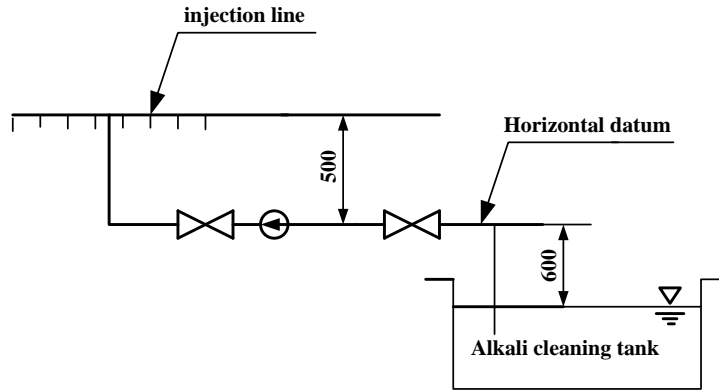 injection line
Horizontal datum
500
600
Alkali cleaning tank